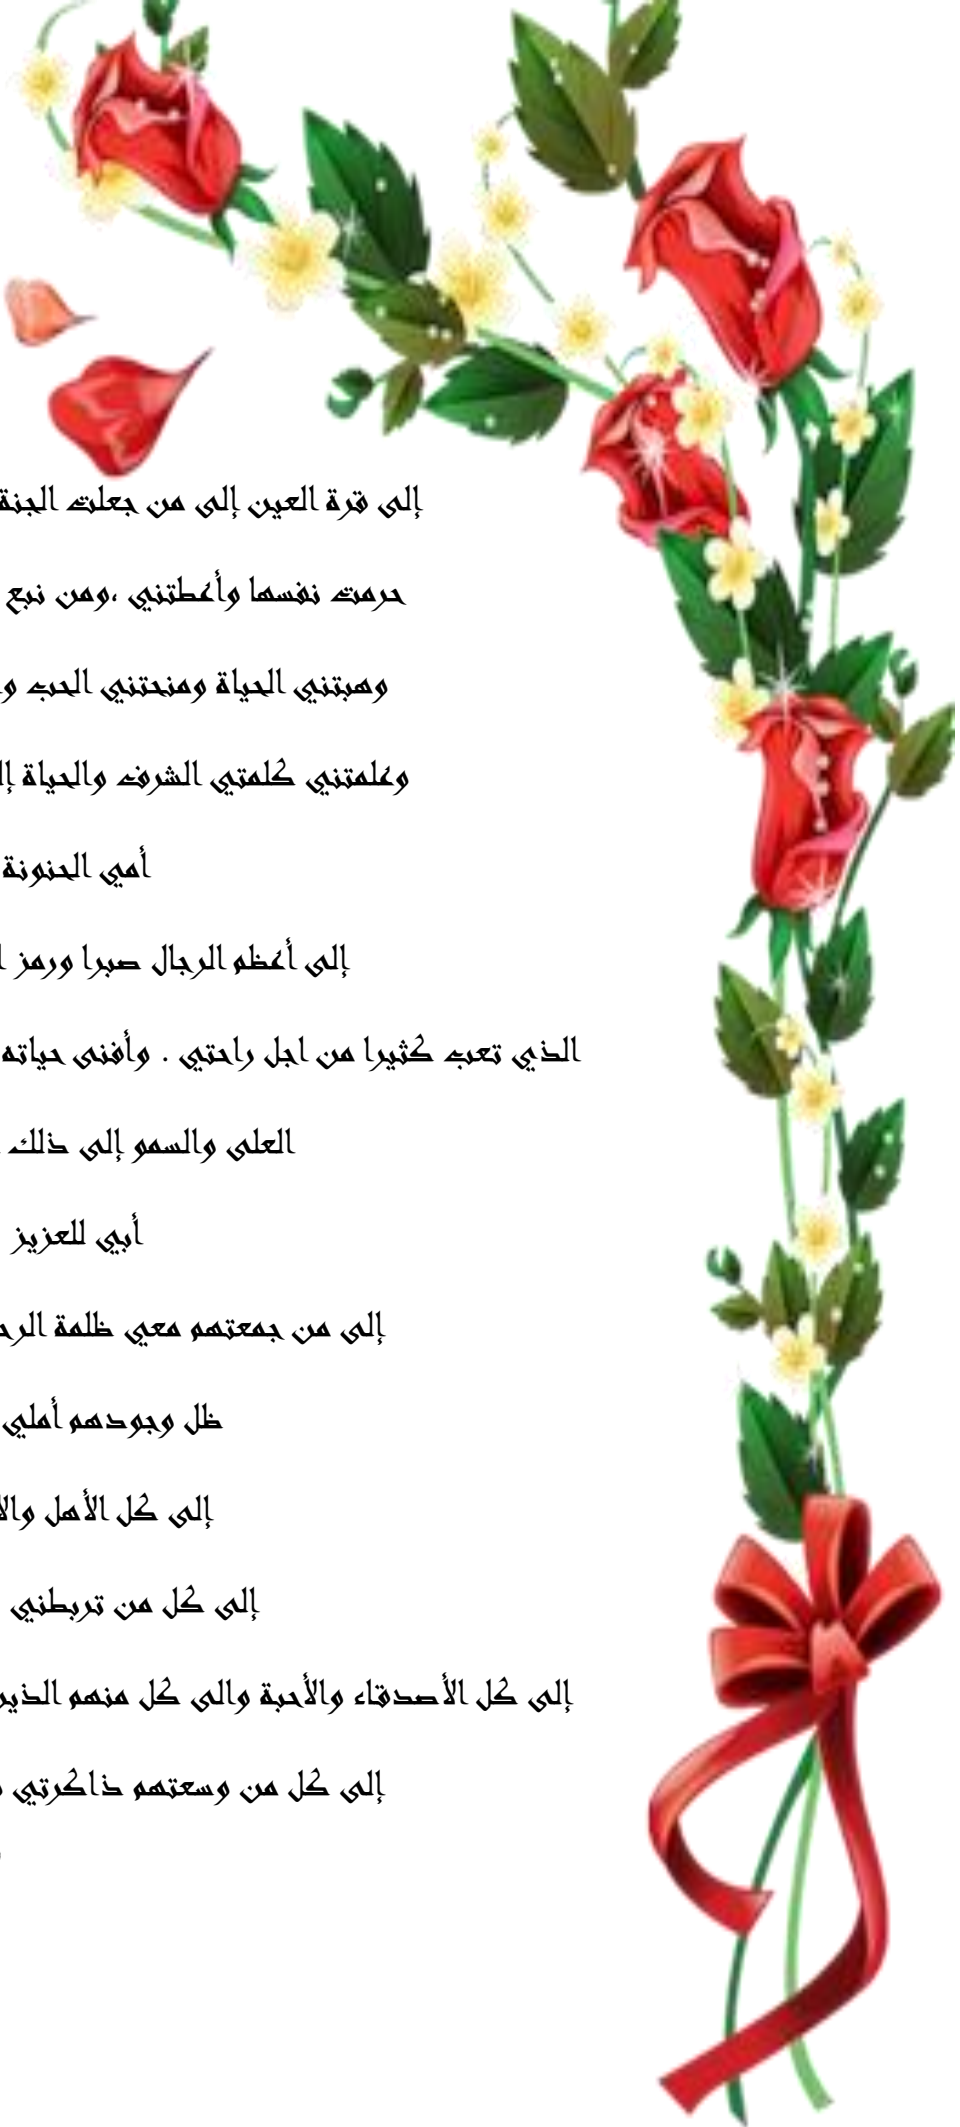 إلى قرة العين إلى من جعلت الجنة
حرمت نفسها وأعطتني ،ومن نبع
وهبتني الحياة ومنحتني الحب و
وعلمتني كلمتي الشرف والحياة
أمي الحنونة
إلى أعظم الرجال صبرا ورمز
الذي تعب كثيرا من اجل راحتي . وأفنى حياته
العلى والسمو إلى ذلك
أبي للعزيز
إلى من جمعتهم معي ظلمة
ظل وجودهم أملي
إلى كل الأهل
إلى كل من تربطني
إلى كل الأصدقاء والأحبة والى كل منهم
إلى كل من وسعتهم ذاكرتي